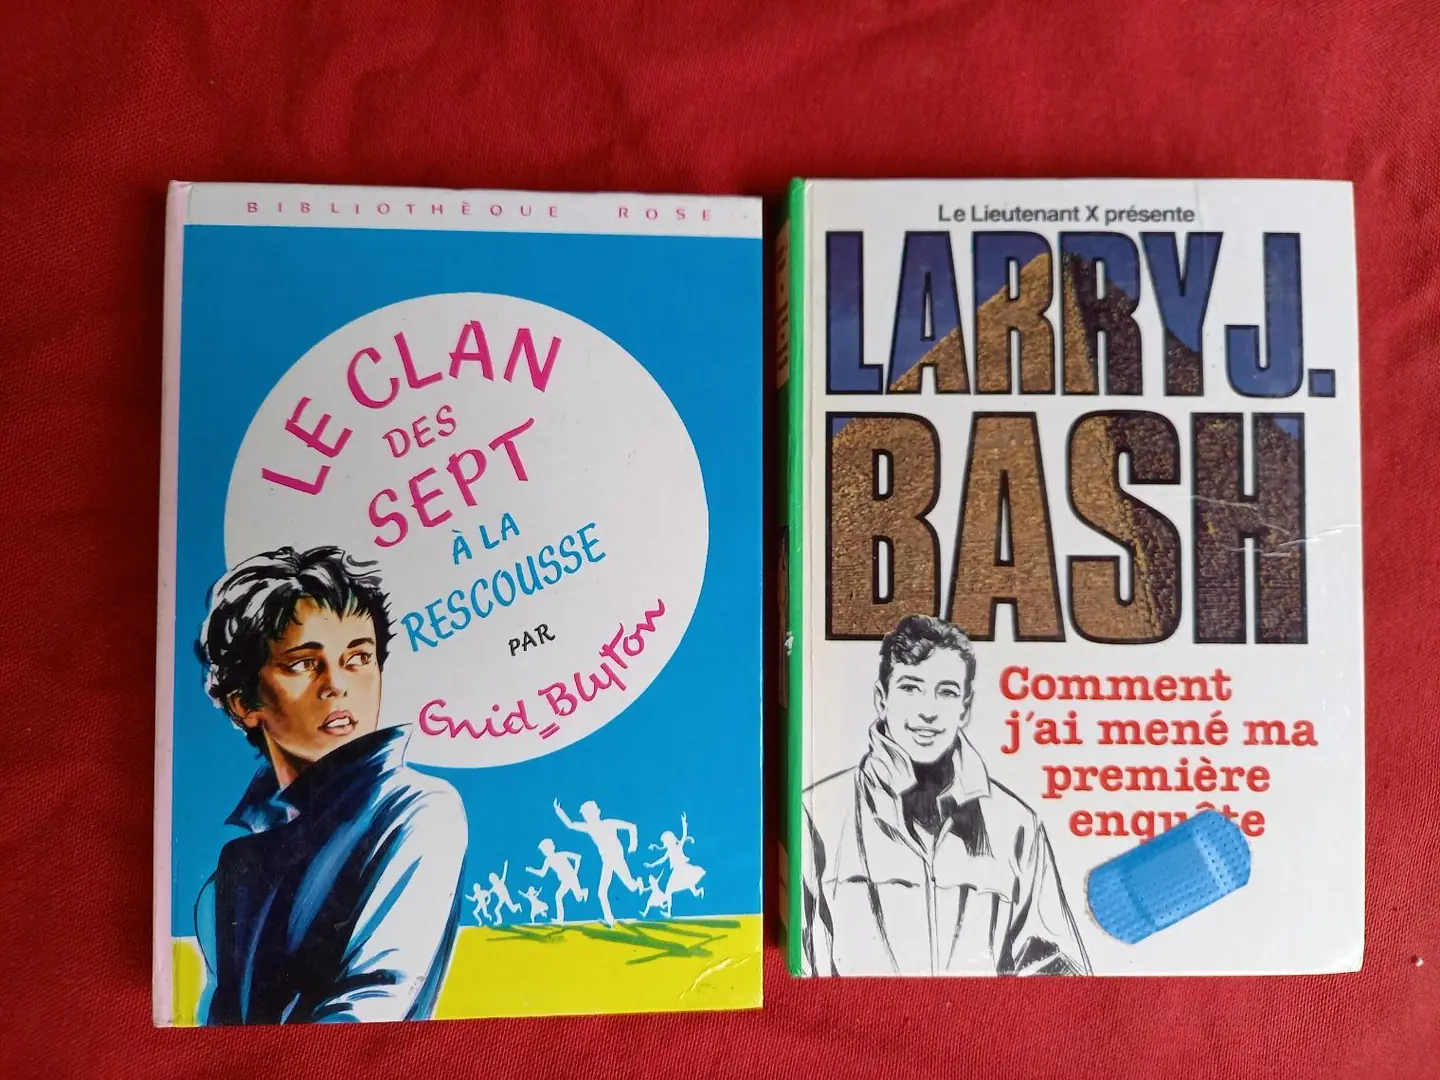 BIBLIOTHÈQUE ROSE
LE CLAN
DES
SEPT
À LA
RESCOUSSE
PAR
Enid Blyton
Le Lieutenant X présente
LARRY J.
BASH
Comment
j'ai mené ma
première
enquête